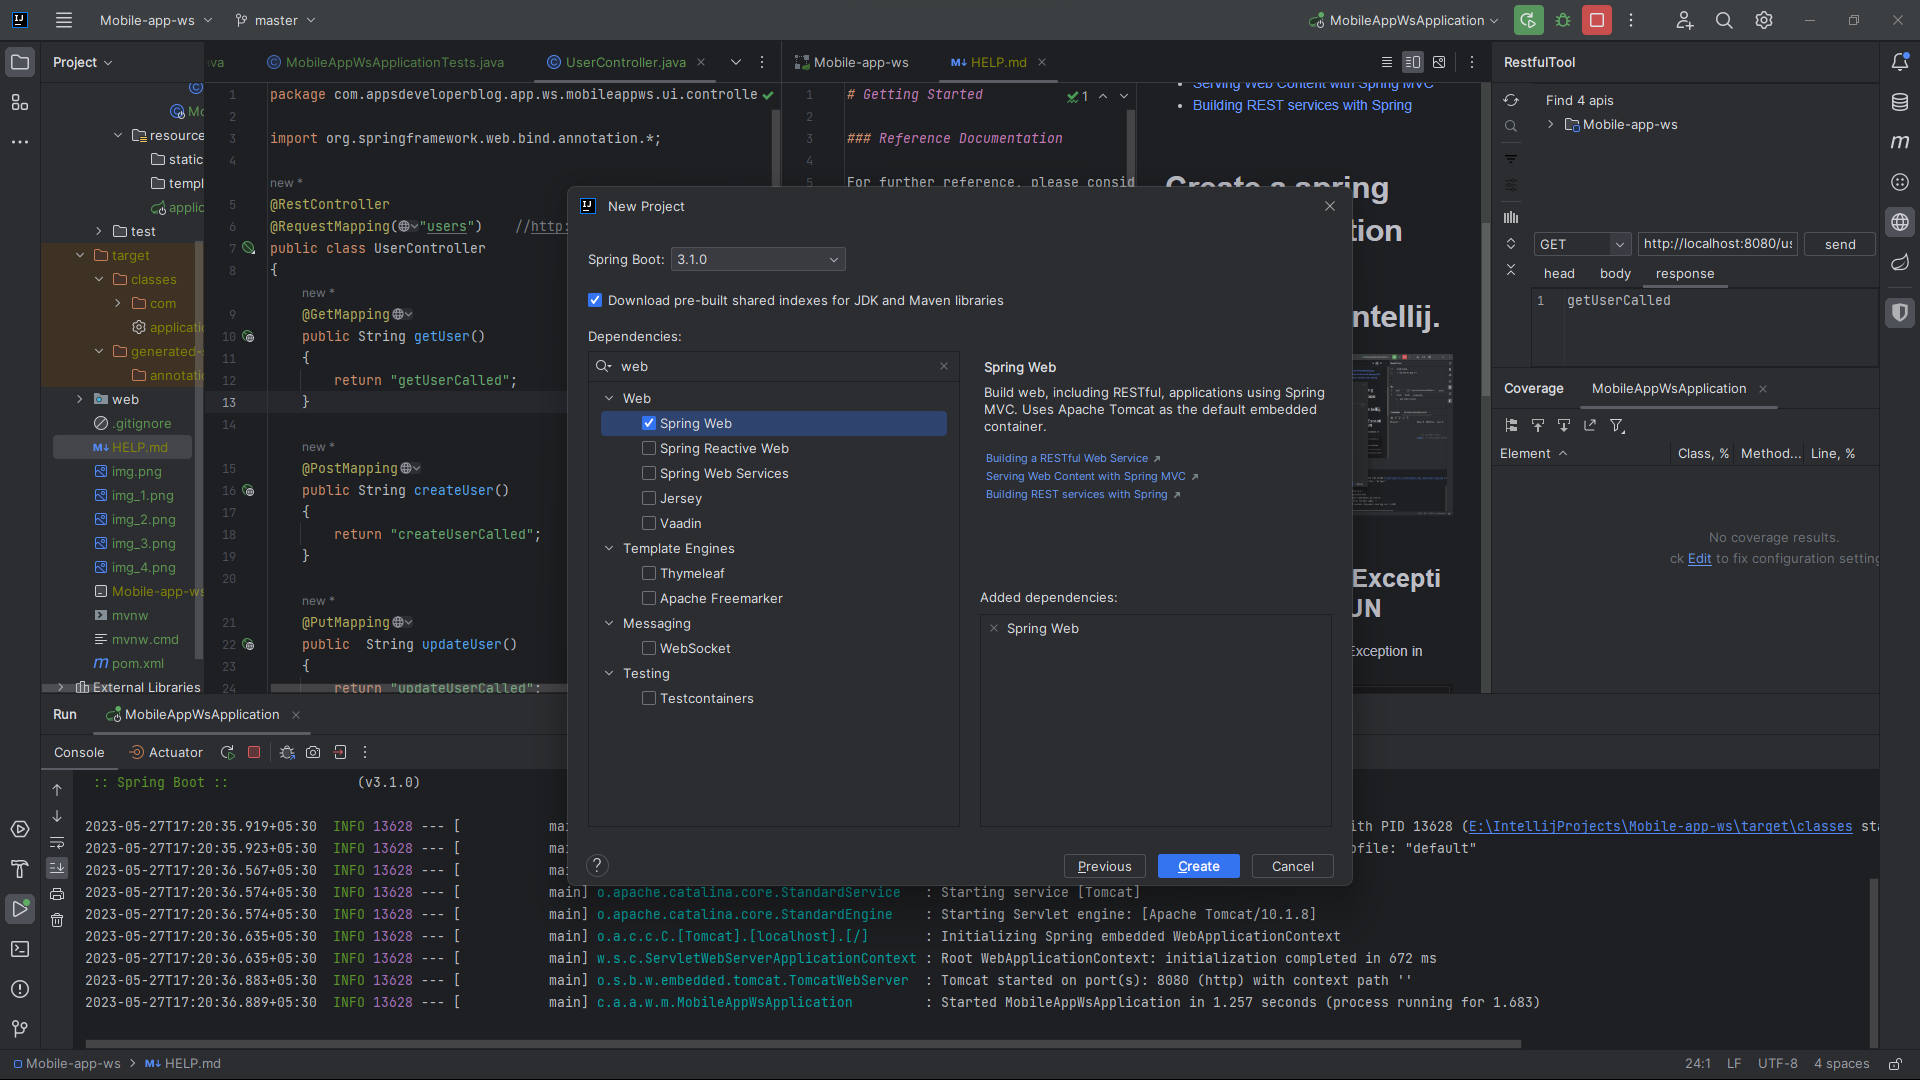 Mobile-app-ws
master
MobileAppWsApplication
Project
ava
MobileAppWsApplicationTests.java
UserController.java
Mobile-app-ws
HELP.md
RestfulTool
Mo
resource
static
templ
applic
test
target
classes
com
applicatio
generated-s
annotatio
web
.gitignore
HELP.md
img.png
img_1.png
img_2.png
img_3.png
img_4.png
Mobile-app-ws
mvnw
mvnw.cmd
pom.xml
External Libraries
1 package com.appsdeveloperblog.app.ws.mobileappws.ui.controlle
2
3 import org.springframework.web.bind.annotation.*;
4
new *
5 @RestController
6 @RequestMapping("users") //http:
7 public class UserController
8 {
new *
9 @GetMapping
10 public String getUser()
11 {
12 return "getUserCalled";
13 }
14
new *
15 @PostMapping
16 public String createUser()
17 {
18 return "createUserCalled";
19 }
20
new *
21 @PutMapping
22 public String updateUser()
23 {
24 return "updateUserCalled";
1 # Getting Started
1
2
3 ### Reference Documentation
4
5 For further reference, please consid
Serving Web Content with Spring MVC
Building REST services with Spring
Create a spring
tion
ntellij.
Excepti
UN
Exception in
Find 4 apis
Mobile-app-ws
GET
http://localhost:8080/us
send
head body response
1 getUserCalled
Coverage MobileAppWsApplication
Element Class, % Method... Line, %
No coverage results.
ck Edit to fix configuration setting
New Project
Spring Boot: 3.1.0
Download pre-built shared indexes for JDK and Maven libraries
Dependencies:
web
Web
Spring Web
Spring Reactive Web
Spring Web Services
Jersey
Vaadin
Template Engines
Thymeleaf
Apache Freemarker
Messaging
WebSocket
Testing
Testcontainers
Spring Web
Build web, including RESTful, applications using Spring
MVC. Uses Apache Tomcat as the default embedded
container.
Building a RESTful Web Service
Serving Web Content with Spring MVC
Building REST services with Spring
Added dependencies:
Spring Web
?
Previous
Create
Cancel
Run MobileAppWsApplication
Console Actuator
:: Spring Boot :: (v3.1.0)
2023-05-27T17:20:35.919+05:30 INFO 13628 --- [ mai ith PID 13628 (E:\IntellijProjects\Mobile-app-ws\target\classes sta
2023-05-27T17:20:35.923+05:30 INFO 13628 --- [ mai ofile: "default"
2023-05-27T17:20:36.567+05:30 INFO 13628 --- [ mai
2023-05-27T17:20:36.574+05:30 INFO 13628 --- [ main] o.apache.catalina.core.StandardService : Starting service [Tomcat]
2023-05-27T17:20:36.574+05:30 INFO 13628 --- [ main] o.apache.catalina.core.StandardEngine : Starting Servlet engine: [Apache Tomcat/10.1.8]
2023-05-27T17:20:36.635+05:30 INFO 13628 --- [ main] o.a.c.c.C.[Tomcat].[localhost].[/] : Initializing Spring embedded WebApplicationContext
2023-05-27T17:20:36.635+05:30 INFO 13628 --- [ main] w.s.c.ServletWebServerApplicationContext : Root WebApplicationContext: initialization completed in 672 ms
2023-05-27T17:20:36.883+05:30 INFO 13628 --- [ main] o.s.b.w.embedded.tomcat.TomcatWebServer : Tomcat started on port(s): 8080 (http) with context path ''
2023-05-27T17:20:36.889+05:30 INFO 13628 --- [ main] c.a.a.w.m.MobileAppWsApplication : Started MobileAppWsApplication in 1.257 seconds (process running for 1.683)
Mobile-app-ws > HELP.md
24:1 LF UTF-8 4 spaces